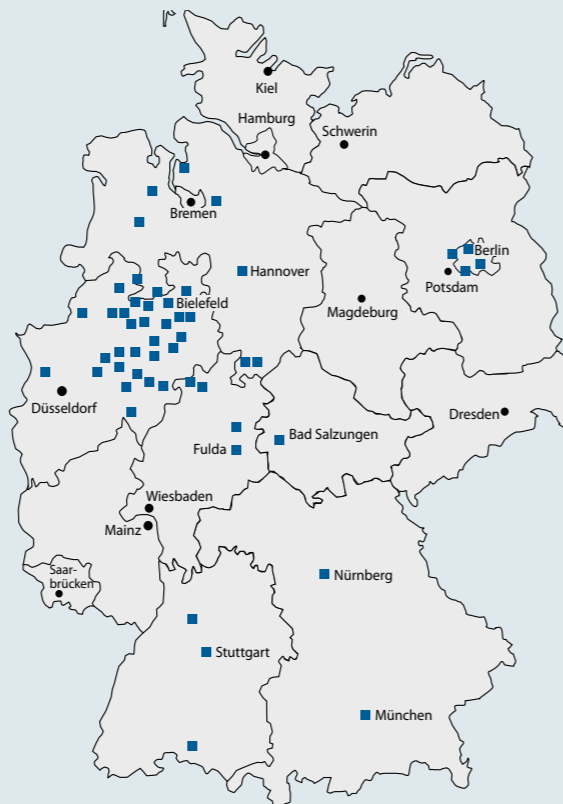 Kiel
Hamburg
Schwerin
Bremen
Berlin
Hannover
Potsdam
Bielefeld
Magdeburg
Düsseldorf
Dresden
Bad Salzungen
Fulda
Wiesbaden
Mainz
Saar-
brücken
Nürnberg
Stuttgart
München